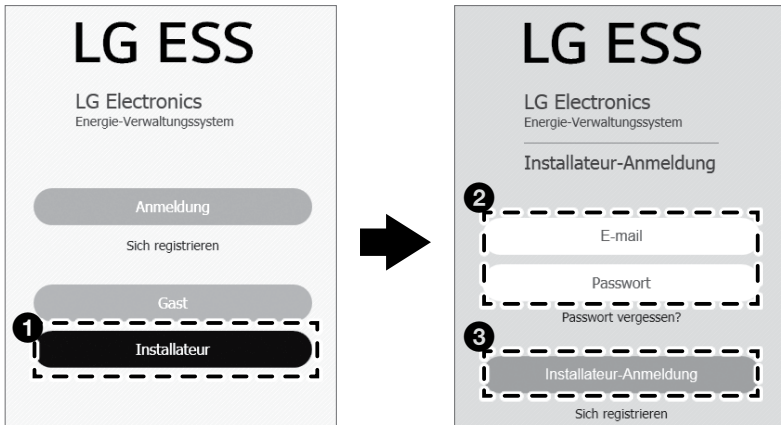 LG ESS
LG Electronics
Energie-Verwaltungssystem
Anmeldung
Sich registrieren
Gast
1
Installateur
LG ESS
LG Electronics
Energie-Verwaltungssystem
Installateur-Anmeldung
2
E-mail
Passwort
Passwort vergessen?
3
Installateur-Anmeldung
Sich registrieren